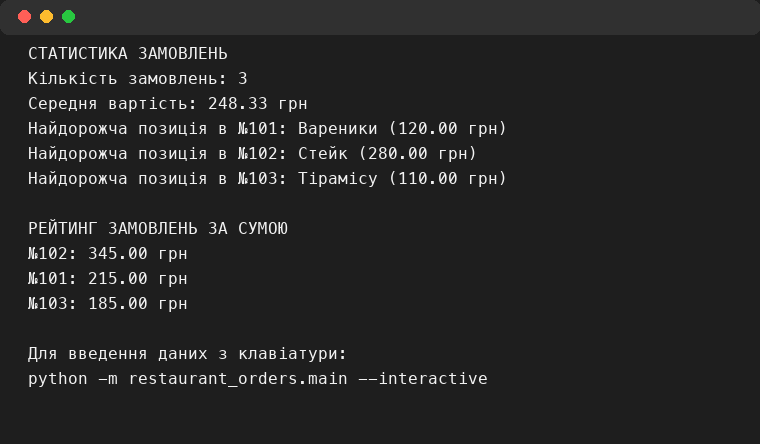 СТАТИСТИКА ЗАМОВЛЕНЬ
Кількість замовлень: 3
Середня вартість: 248.33 грн
Найдорожча позиція в №101: Вареники (120.00 грн)
Найдорожча позиція в №102: Стейк (280.00 грн)
Найдорожча позиція в №103: Тірамісу (110.00 грн)
РЕЙТИНГ ЗАМОВЛЕНЬ ЗА СУМОЮ
№102: 345.00 грн
№101: 215.00 грн
№103: 185.00 грн
Для введення даних з клавіатури:
python -m restaurant_orders.main --interactive